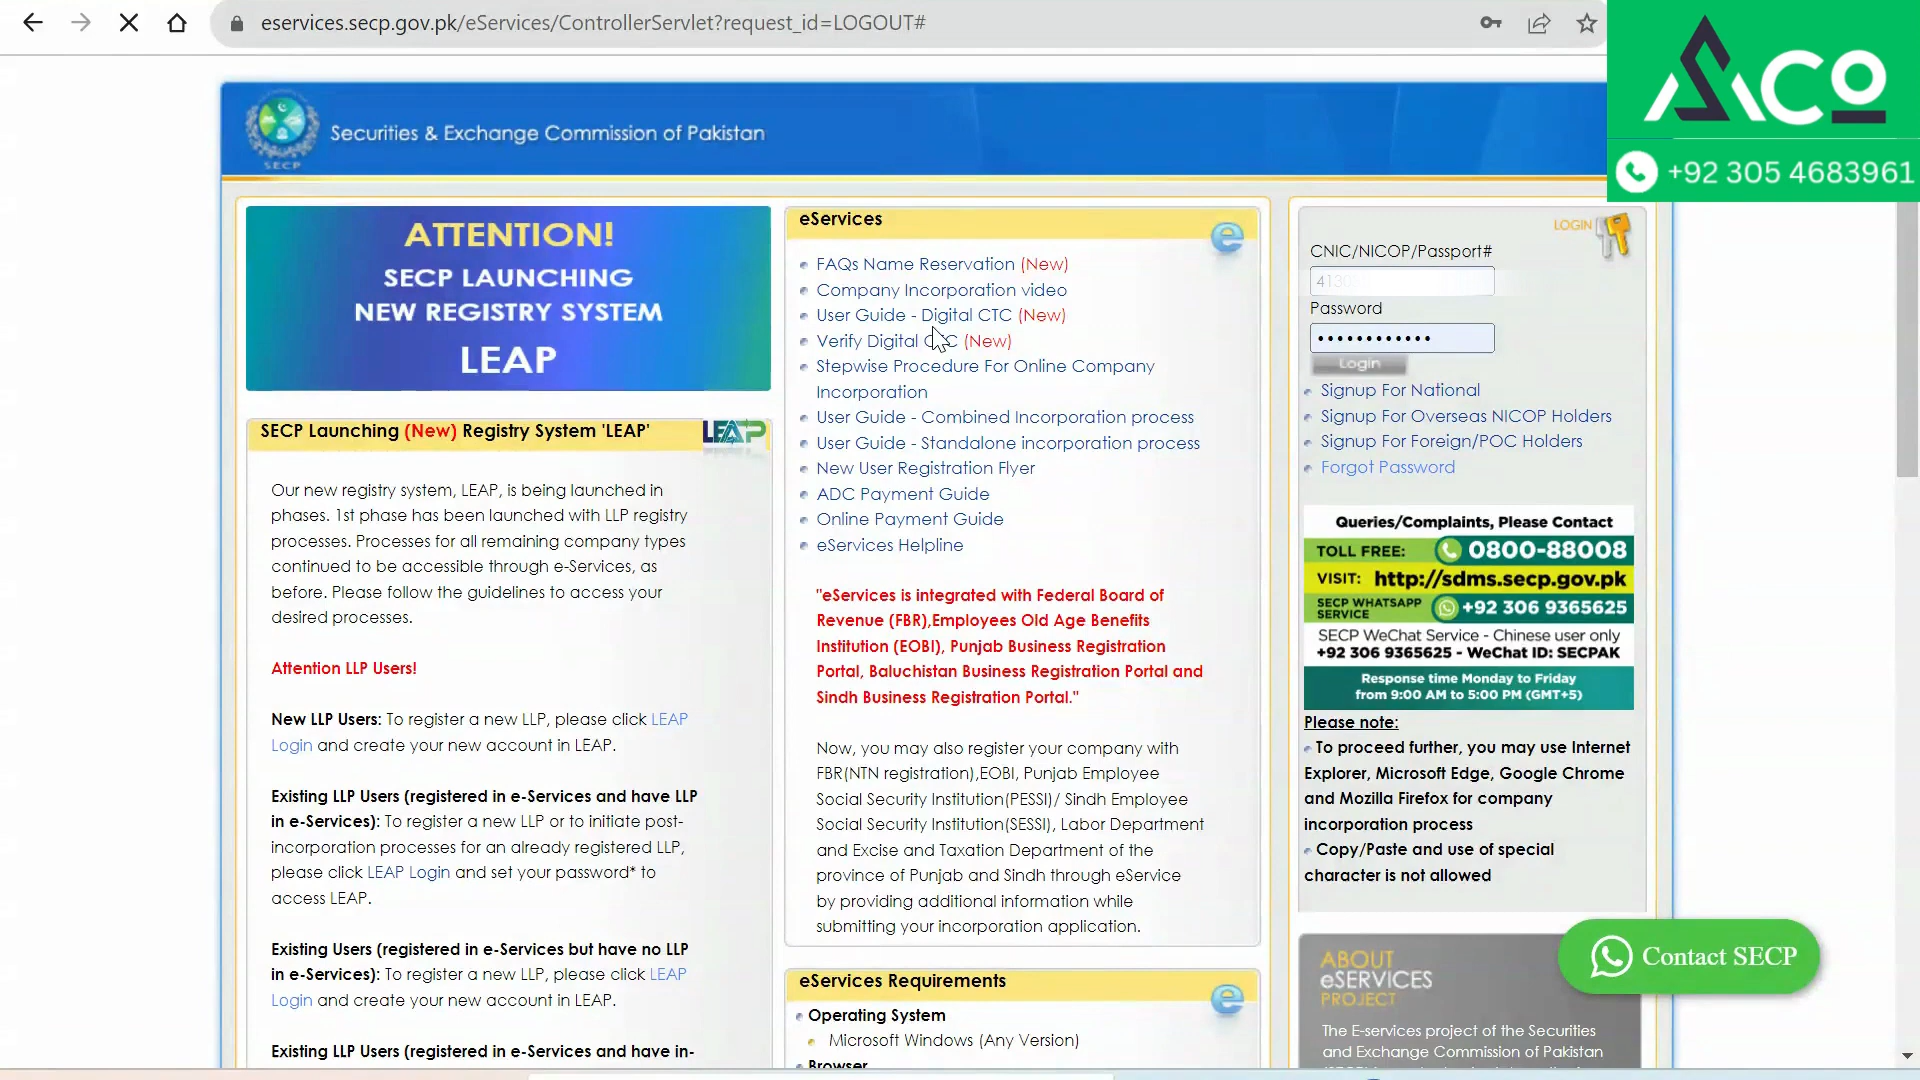 eservices.secp.gov.pk/eServices/ControllerServlet?request_id=LOGOUT#
SACO
+92 305 4683961
SECP
Securities & Exchange Commission of Pakistan
ATTENTION!
SECP LAUNCHING
NEW REGISTRY SYSTEM
LEAP
SECP Launching (New) Registry System 'LEAP'
LEAP
Our new registry system, LEAP, is being launched in
phases. 1st phase has been launched with LLP registry
processes. Processes for all remaining company types
continued to be accessible through e-Services, as
before. Please follow the guidelines to access your
desired processes.
Attention LLP Users!
New LLP Users: To register a new LLP, please click LEAP
Login and create your new account in LEAP.
Existing LLP Users (registered in e-Services and have LLP
in e-Services): To register a new LLP or to initiate post-
incorporation processes for an already registered LLP,
please click LEAP Login and set your password* to
access LEAP.
Existing Users (registered in e-Services but have no LLP
in e-Services): To register a new LLP, please click LEAP
Login and create your new account in LEAP.
Existing LLP Users (registered in e-Services and have in-
eServices
FAQs Name Reservation (New)
Company Incorporation video
User Guide - Digital CTC (New)
Verify Digital CTC (New)
Stepwise Procedure For Online Company
Incorporation
User Guide - Combined Incorporation process
User Guide - Standalone incorporation process
New User Registration Flyer
ADC Payment Guide
Online Payment Guide
eServices Helpline
"eServices is integrated with Federal Board of
Revenue (FBR),Employees Old Age Benefits
Institution (EOBI), Punjab Business Registration
Portal, Baluchistan Business Registration Portal and
Sindh Business Registration Portal."
Now, you may also register your company with
FBR(NTN registration),EOBI, Punjab Employee
Social Security Institution(PESSI)/ Sindh Employee
Social Security Institution(SESSI), Labor Department
and Excise and Taxation Department of the
province of Punjab and Sindh through eService
by providing additional information while
submitting your incorporation application.
eServices Requirements
Operating System
Microsoft Windows (Any Version)
Browser
LOGIN
CNIC/NICOP/Passport#
Password
Login
Signup For National
Signup For Overseas NICOP Holders
Signup For Foreign/POC Holders
Forgot Password
Queries/Complaints, Please Contact
TOLL FREE: 0800-88008
VISIT: http://sdms.secp.gov.pk
SECP WHATSAPP
SERVICE +92 306 9365625
SECP WeChat Service - Chinese user only
+92 306 9365625 - WeChat ID: SECPAK
Response time Monday to Friday
from 9:00 AM to 5:00 PM (GMT+5)
Please note:
To proceed further, you may use Internet
Explorer, Microsoft Edge, Google Chrome
and Mozilla Firefox for company
incorporation process
Copy/Paste and use of special
character is not allowed
Contact SECP
ABOUT
eSERVICES
PROJECT
The E-services project of the Securities
and Exchange Commission of Pakistan